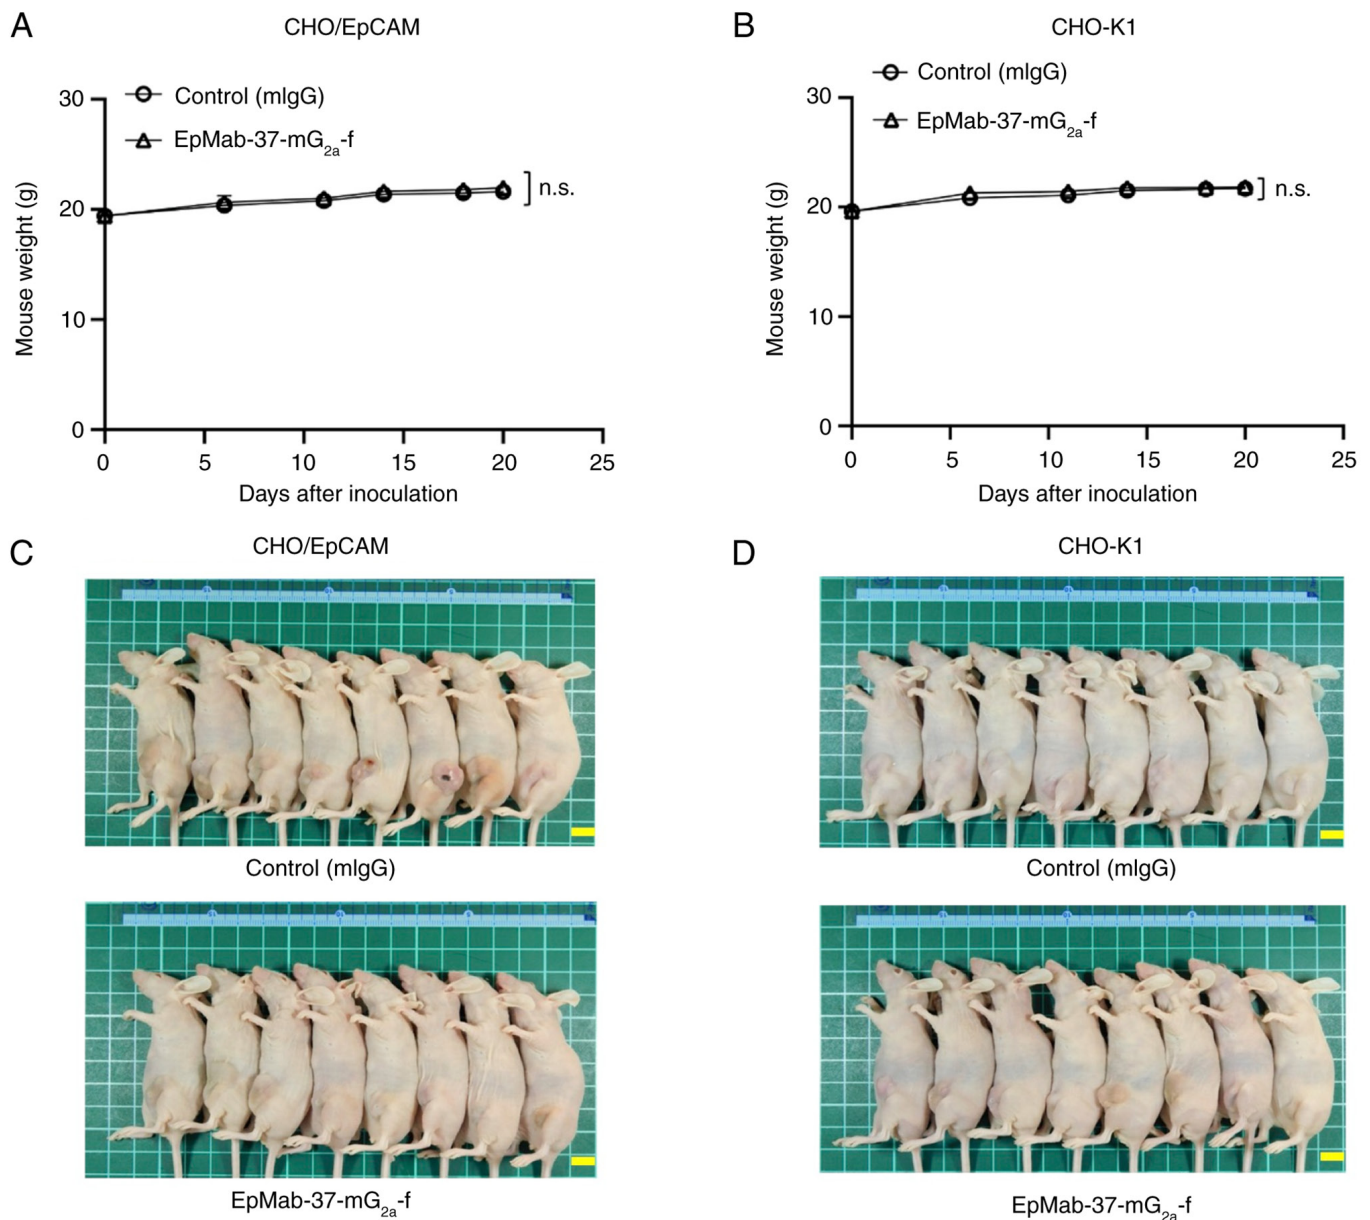 A
CHO/EpCAM
Control (mIgG)
EpMab-37-mG2a-f
30
20
10
0
Mouse weight (g)
n.s.
0 5 10 15 20 25
Days after inoculation
B
CHO-K1
Control (mIgG)
EpMab-37-mG2a-f
30
20
10
0
Mouse weight (g)
n.s.
0 5 10 15 20 25
Days after inoculation
C
CHO/EpCAM
Control (mIgG)
EpMab-37-mG2a-f
D
CHO-K1
Control (mIgG)
EpMab-37-mG2a-f